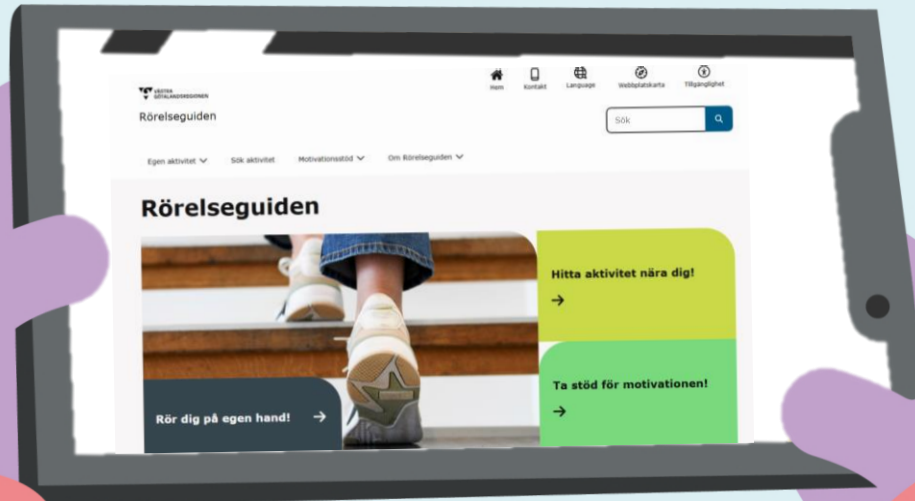 Hem Kontakt Language Webbplatskarta Tillgänglighet
VÄSTRA
GÖTALANDSREGIONEN
Rörelseguiden
Sök
Egen aktivitet Sök aktivitet Motivationsstöd Om Rörelseguiden
Rörelseguiden
Hitta aktivitet nära dig!
Ta stöd för motivationen!
Rör dig på egen hand!